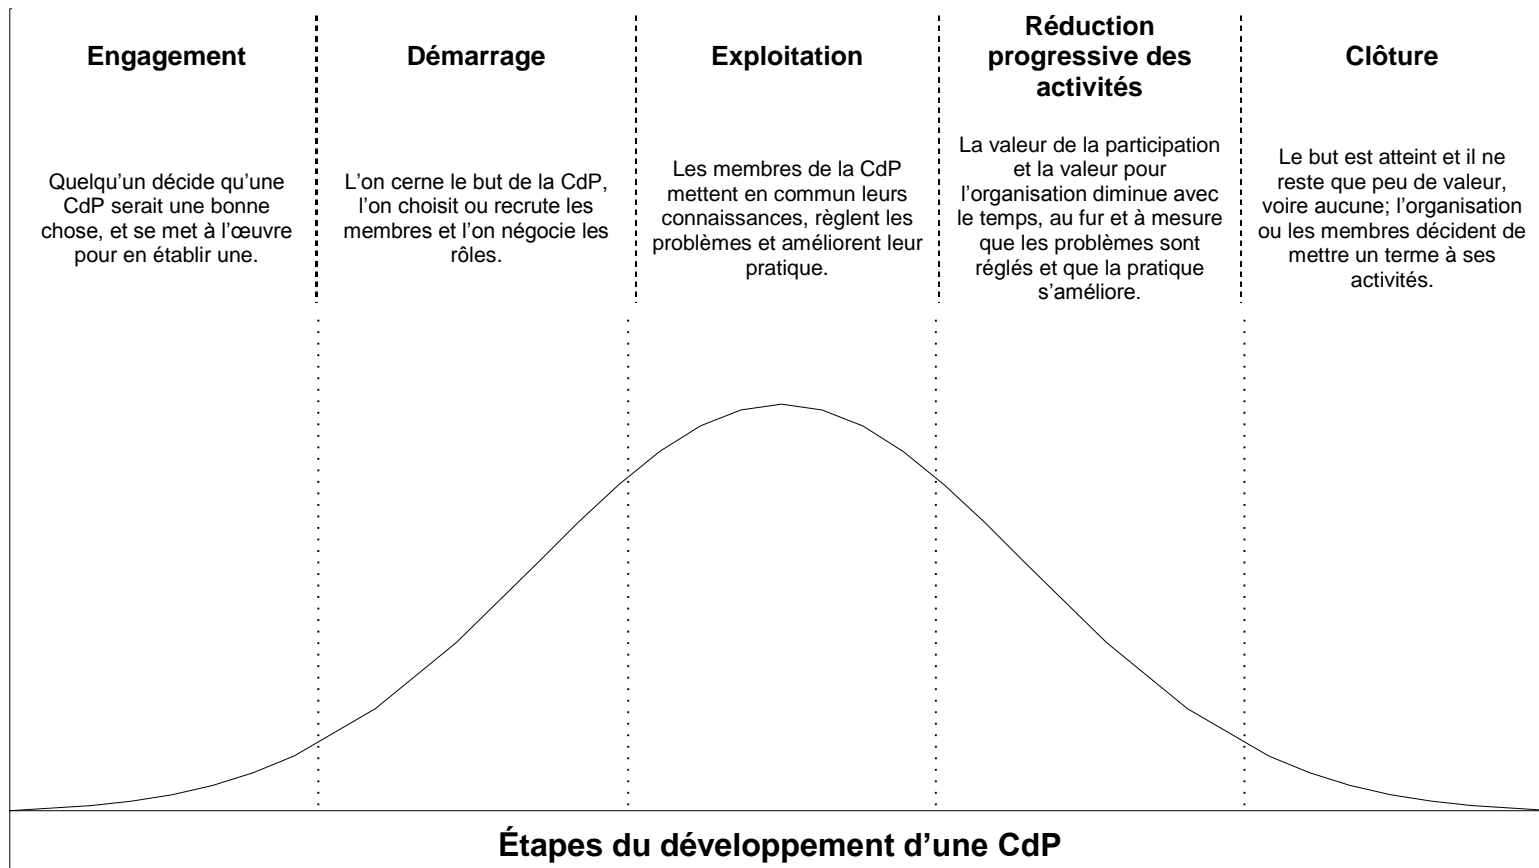 Engagement
Quelqu’un décide qu’une
CdP serait une bonne
chose, et se met à l’œuvre
pour en établir une.
Démarrage
L’on cerne le but de la CdP,
l’on choisit ou recrute les
membres et l’on négocie les
rôles.
Exploitation
Les membres de la CdP
mettent en commun leurs
connaissances, règlent les
problèmes et améliorent leur
pratique.
Réduction
progressive des
activités
La valeur de la participation
et la valeur pour
l’organisation diminue avec
le temps, au fur et à mesure
que les problèmes sont
réglés et que la pratique
s’améliore.
Clôture
Le but est atteint et il ne
reste que peu de valeur,
voire aucune; l’organisation
ou les membres décident de
mettre un terme à ses
activités.
Étapes du développement d’une CdP